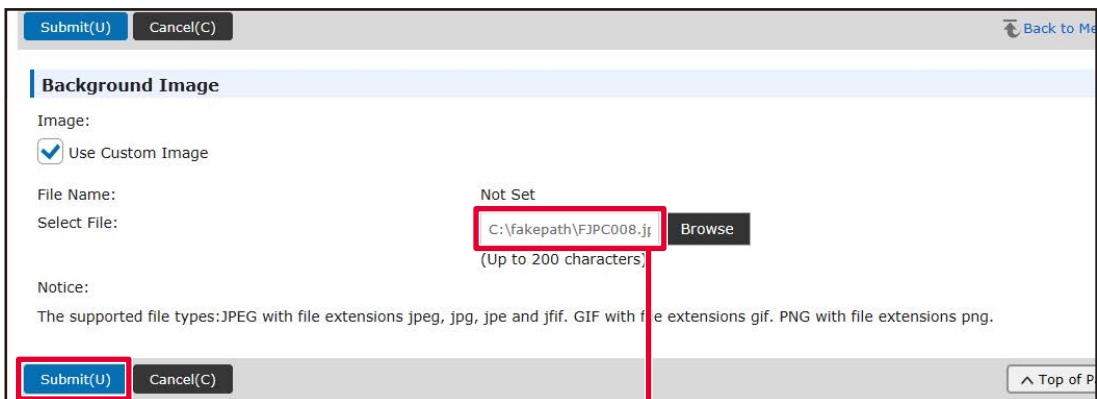 Submit(U) Cancel(C) Back to Me
Background Image
Image:
Use Custom Image
File Name: Not Set
Select File: C:\fakepath\FJPC008.jp Browse
(Up to 200 characters)
Notice:
The supported file types:JPEG with file extensions jpeg, jpg, jpe and jfif. GIF with file extensions gif. PNG with file extensions png.
Submit(U) Cancel(C) Top of P